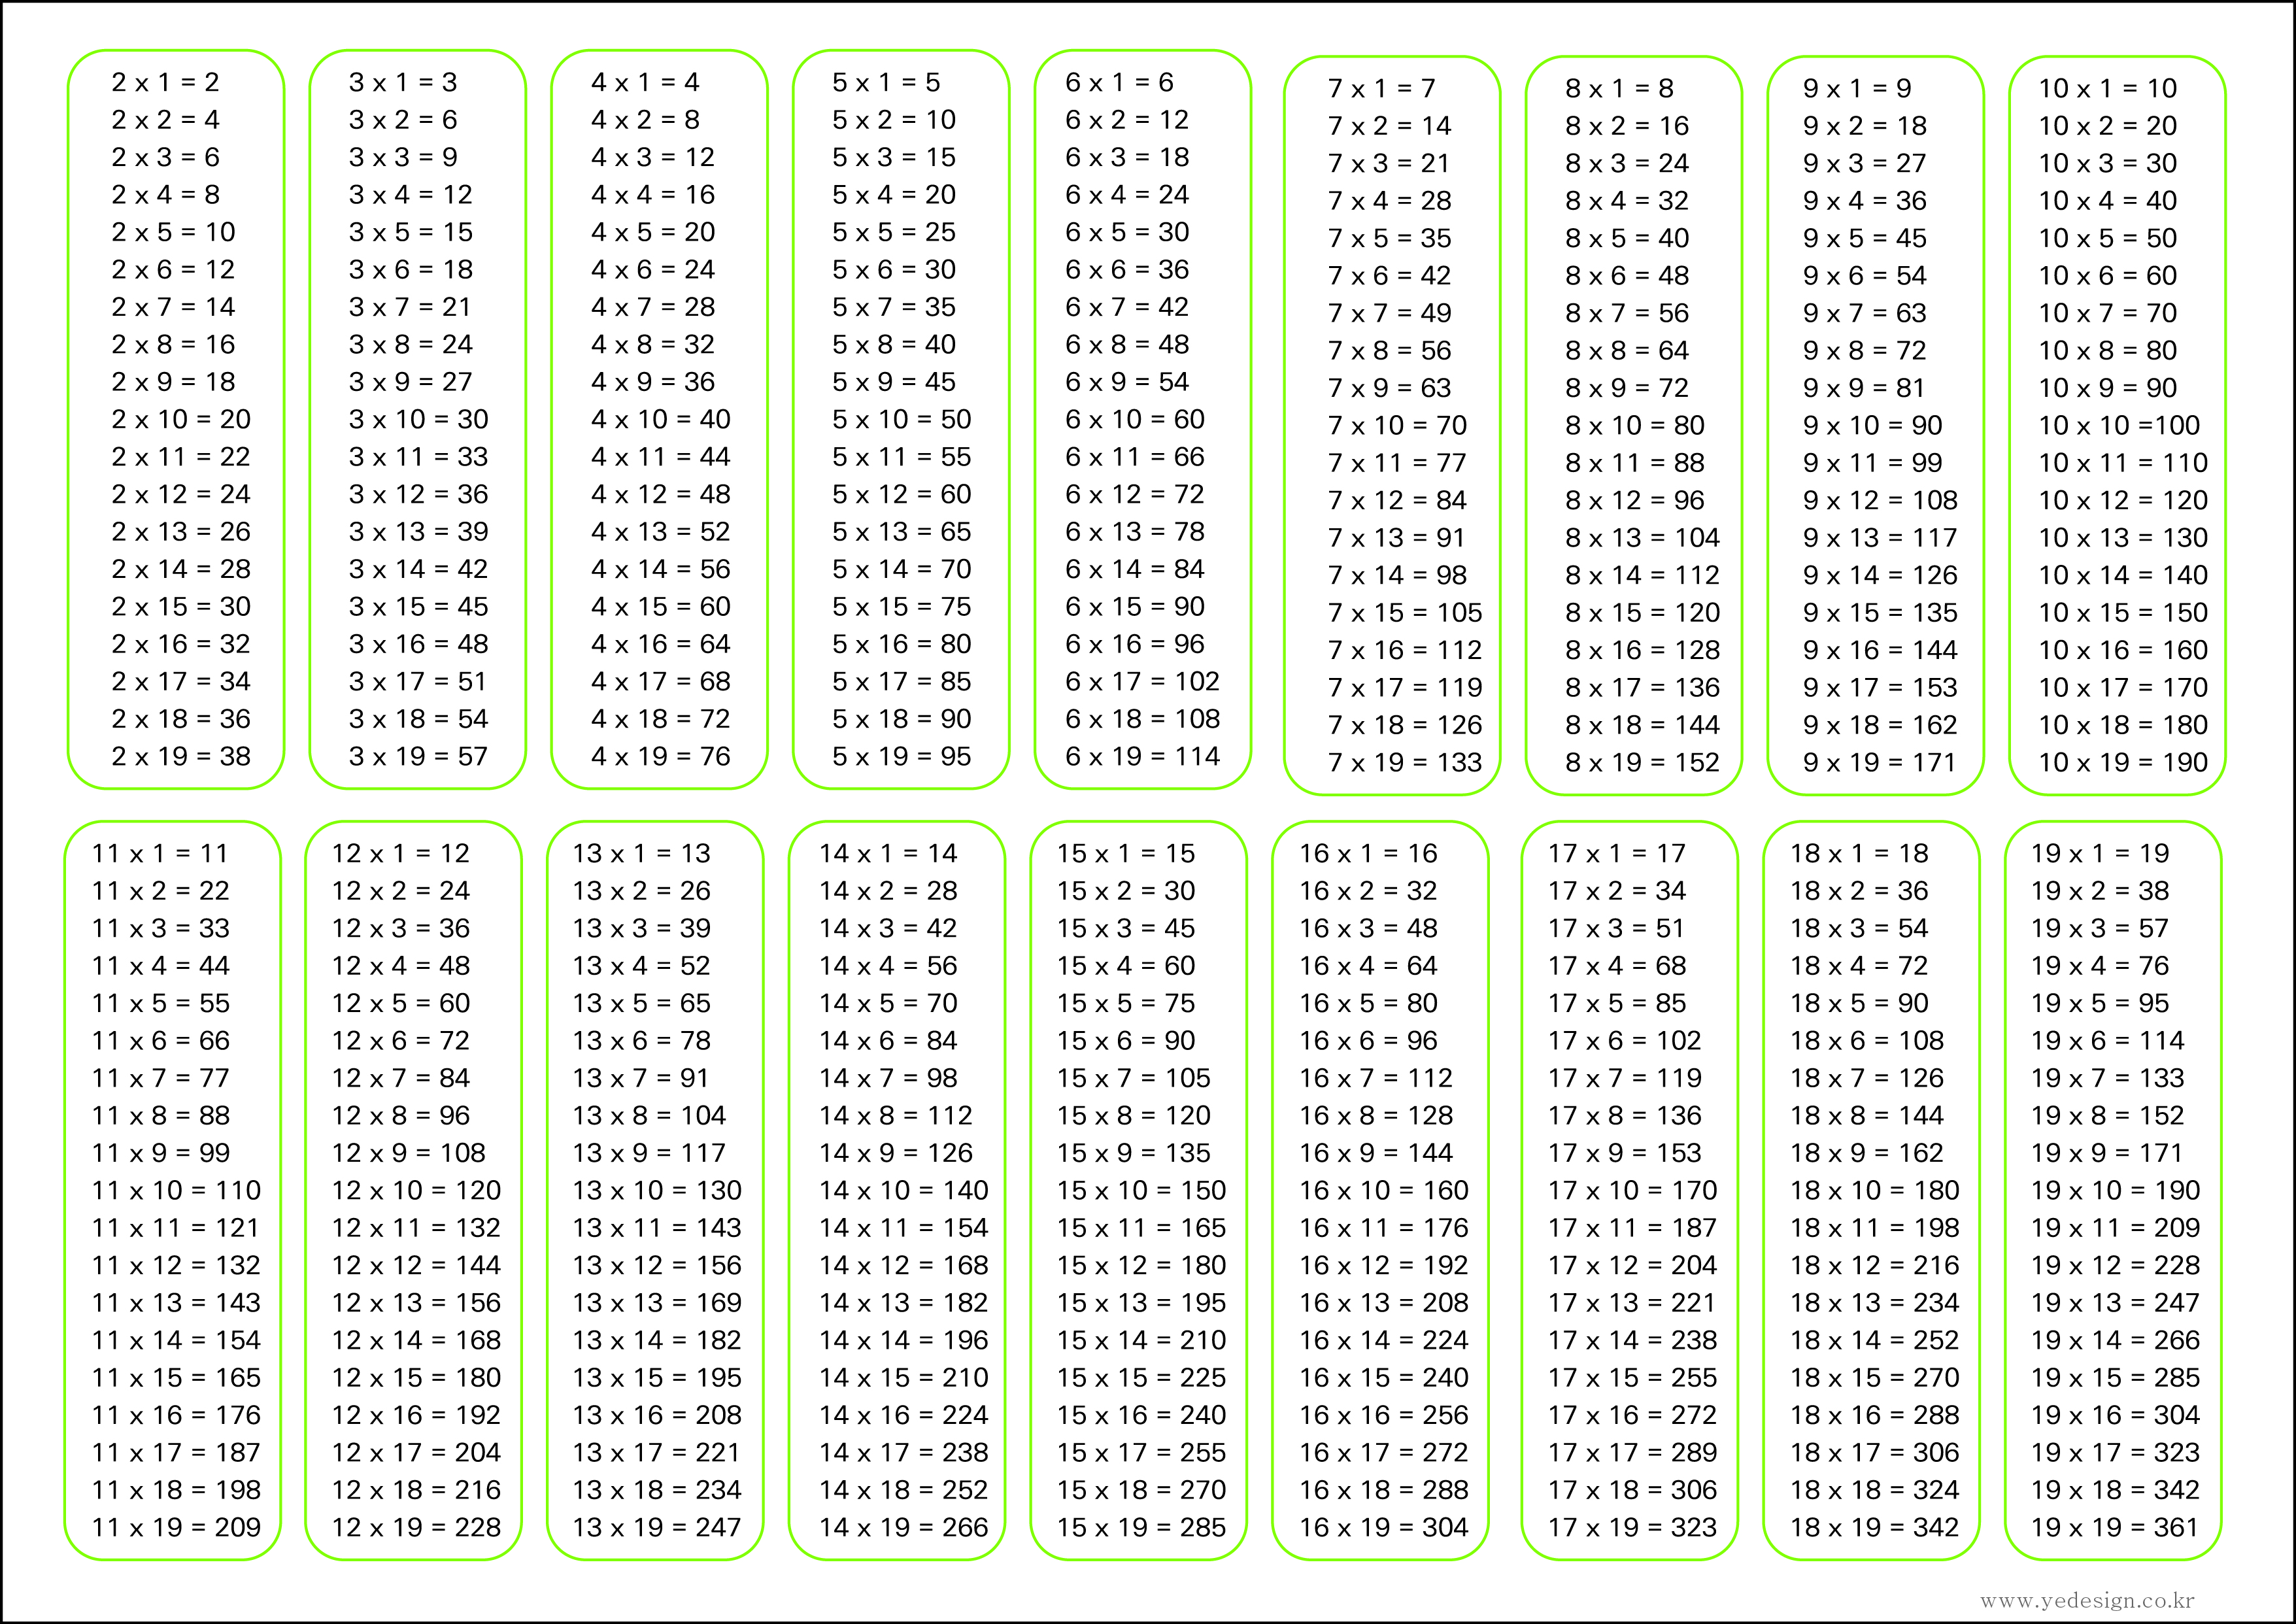 2 x 1 = 2
2 x 2 = 4
2 x 3 = 6
2 x 4 = 8
2 x 5 = 10
2 x 6 = 12
2 x 7 = 14
2 x 8 = 16
2 x 9 = 18
2 x 10 = 20
2 x 11 = 22
2 x 12 = 24
2 x 13 = 26
2 x 14 = 28
2 x 15 = 30
2 x 16 = 32
2 x 17 = 34
2 x 18 = 36
2 x 19 = 38
3 x 1 = 3
3 x 2 = 6
3 x 3 = 9
3 x 4 = 12
3 x 5 = 15
3 x 6 = 18
3 x 7 = 21
3 x 8 = 24
3 x 9 = 27
3 x 10 = 30
3 x 11 = 33
3 x 12 = 36
3 x 13 = 39
3 x 14 = 42
3 x 15 = 45
3 x 16 = 48
3 x 17 = 51
3 x 18 = 54
3 x 19 = 57
4 x 1 = 4
4 x 2 = 8
4 x 3 = 12
4 x 4 = 16
4 x 5 = 20
4 x 6 = 24
4 x 7 = 28
4 x 8 = 32
4 x 9 = 36
4 x 10 = 40
4 x 11 = 44
4 x 12 = 48
4 x 13 = 52
4 x 14 = 56
4 x 15 = 60
4 x 16 = 64
4 x 17 = 68
4 x 18 = 72
4 x 19 = 76
5 x 1 = 5
5 x 2 = 10
5 x 3 = 15
5 x 4 = 20
5 x 5 = 25
5 x 6 = 30
5 x 7 = 35
5 x 8 = 40
5 x 9 = 45
5 x 10 = 50
5 x 11 = 55
5 x 12 = 60
5 x 13 = 65
5 x 14 = 70
5 x 15 = 75
5 x 16 = 80
5 x 17 = 85
5 x 18 = 90
5 x 19 = 95
6 x 1 = 6
6 x 2 = 12
6 x 3 = 18
6 x 4 = 24
6 x 5 = 30
6 x 6 = 36
6 x 7 = 42
6 x 8 = 48
6 x 9 = 54
6 x 10 = 60
6 x 11 = 66
6 x 12 = 72
6 x 13 = 78
6 x 14 = 84
6 x 15 = 90
6 x 16 = 96
6 x 17 = 102
6 x 18 = 108
6 x 19 = 114
7 x 1 = 7
7 x 2 = 14
7 x 3 = 21
7 x 4 = 28
7 x 5 = 35
7 x 6 = 42
7 x 7 = 49
7 x 8 = 56
7 x 9 = 63
7 x 10 = 70
7 x 11 = 77
7 x 12 = 84
7 x 13 = 91
7 x 14 = 98
7 x 15 = 105
7 x 16 = 112
7 x 17 = 119
7 x 18 = 126
7 x 19 = 133
8 x 1 = 8
8 x 2 = 16
8 x 3 = 24
8 x 4 = 32
8 x 5 = 40
8 x 6 = 48
8 x 7 = 56
8 x 8 = 64
8 x 9 = 72
8 x 10 = 80
8 x 11 = 88
8 x 12 = 96
8 x 13 = 104
8 x 14 = 112
8 x 15 = 120
8 x 16 = 128
8 x 17 = 136
8 x 18 = 144
8 x 19 = 152
9 x 1 = 9
9 x 2 = 18
9 x 3 = 27
9 x 4 = 36
9 x 5 = 45
9 x 6 = 54
9 x 7 = 63
9 x 8 = 72
9 x 9 = 81
9 x 10 = 90
9 x 11 = 99
9 x 12 = 108
9 x 13 = 117
9 x 14 = 126
9 x 15 = 135
9 x 16 = 144
9 x 17 = 153
9 x 18 = 162
9 x 19 = 171
10 x 1 = 10
10 x 2 = 20
10 x 3 = 30
10 x 4 = 40
10 x 5 = 50
10 x 6 = 60
10 x 7 = 70
10 x 8 = 80
10 x 9 = 90
10 x 10 =100
10 x 11 = 110
10 x 12 = 120
10 x 13 = 130
10 x 14 = 140
10 x 15 = 150
10 x 16 = 160
10 x 17 = 170
10 x 18 = 180
10 x 19 = 190
11 x 1 = 11
11 x 2 = 22
11 x 3 = 33
11 x 4 = 44
11 x 5 = 55
11 x 6 = 66
11 x 7 = 77
11 x 8 = 88
11 x 9 = 99
11 x 10 = 110
11 x 11 = 121
11 x 12 = 132
11 x 13 = 143
11 x 14 = 154
11 x 15 = 165
11 x 16 = 176
11 x 17 = 187
11 x 18 = 198
11 x 19 = 209
12 x 1 = 12
12 x 2 = 24
12 x 3 = 36
12 x 4 = 48
12 x 5 = 60
12 x 6 = 72
12 x 7 = 84
12 x 8 = 96
12 x 9 = 108
12 x 10 = 120
12 x 11 = 132
12 x 12 = 144
12 x 13 = 156
12 x 14 = 168
12 x 15 = 180
12 x 16 = 192
12 x 17 = 204
12 x 18 = 216
12 x 19 = 228
13 x 1 = 13
13 x 2 = 26
13 x 3 = 39
13 x 4 = 52
13 x 5 = 65
13 x 6 = 78
13 x 7 = 91
13 x 8 = 104
13 x 9 = 117
13 x 10 = 130
13 x 11 = 143
13 x 12 = 156
13 x 13 = 169
13 x 14 = 182
13 x 15 = 195
13 x 16 = 208
13 x 17 = 221
13 x 18 = 234
13 x 19 = 247
14 x 1 = 14
14 x 2 = 28
14 x 3 = 42
14 x 4 = 56
14 x 5 = 70
14 x 6 = 84
14 x 7 = 98
14 x 8 = 112
14 x 9 = 126
14 x 10 = 140
14 x 11 = 154
14 x 12 = 168
14 x 13 = 182
14 x 14 = 196
14 x 15 = 210
14 x 16 = 224
14 x 17 = 238
14 x 18 = 252
14 x 19 = 266
15 x 1 = 15
15 x 2 = 30
15 x 3 = 45
15 x 4 = 60
15 x 5 = 75
15 x 6 = 90
15 x 7 = 105
15 x 8 = 120
15 x 9 = 135
15 x 10 = 150
15 x 11 = 165
15 x 12 = 180
15 x 13 = 195
15 x 14 = 210
15 x 15 = 225
15 x 16 = 240
15 x 17 = 255
15 x 18 = 270
15 x 19 = 285
16 x 1 = 16
16 x 2 = 32
16 x 3 = 48
16 x 4 = 64
16 x 5 = 80
16 x 6 = 96
16 x 7 = 112
16 x 8 = 128
16 x 9 = 144
16 x 10 = 160
16 x 11 = 176
16 x 12 = 192
16 x 13 = 208
16 x 14 = 224
16 x 15 = 240
16 x 16 = 256
16 x 17 = 272
16 x 18 = 288
16 x 19 = 304
17 x 1 = 17
17 x 2 = 34
17 x 3 = 51
17 x 4 = 68
17 x 5 = 85
17 x 6 = 102
17 x 7 = 119
17 x 8 = 136
17 x 9 = 153
17 x 10 = 170
17 x 11 = 187
17 x 12 = 204
17 x 13 = 221
17 x 14 = 238
17 x 15 = 255
17 x 16 = 272
17 x 17 = 289
17 x 18 = 306
17 x 19 = 323
18 x 1 = 18
18 x 2 = 36
18 x 3 = 54
18 x 4 = 72
18 x 5 = 90
18 x 6 = 108
18 x 7 = 126
18 x 8 = 144
18 x 9 = 162
18 x 10 = 180
18 x 11 = 198
18 x 12 = 216
18 x 13 = 234
18 x 14 = 252
18 x 15 = 270
18 x 16 = 288
18 x 17 = 306
18 x 18 = 324
18 x 19 = 342
19 x 1 = 19
19 x 2 = 38
19 x 3 = 57
19 x 4 = 76
19 x 5 = 95
19 x 6 = 114
19 x 7 = 133
19 x 8 = 152
19 x 9 = 171
19 x 10 = 190
19 x 11 = 209
19 x 12 = 228
19 x 13 = 247
19 x 14 = 266
19 x 15 = 285
19 x 16 = 304
19 x 17 = 323
19 x 18 = 342
19 x 19 = 361
www.yedesign.co.kr